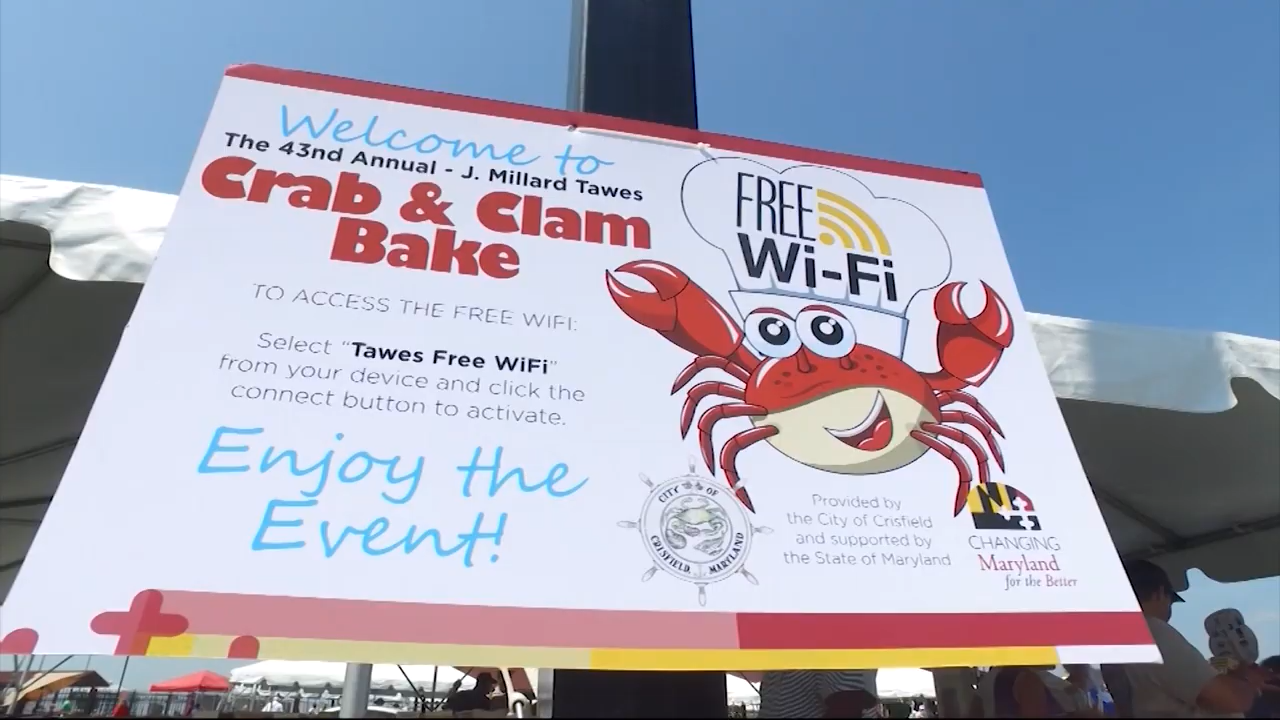 Welcome to
The 43nd Annual - J. Millard Tawes
Crab & Clam
Bake
TO ACCESS THE FREE WIFI:
Select "Tawes Free WiFi"
from your device and click the
connect button to activate.
Enjoy the
Event!
FREE
Wi-Fi
CITY OF
CRISFIELD, MARYLAND
Provided by
the City of Crisfield
and supported by
the State of Maryland
CHANGING
Maryland
for the Better